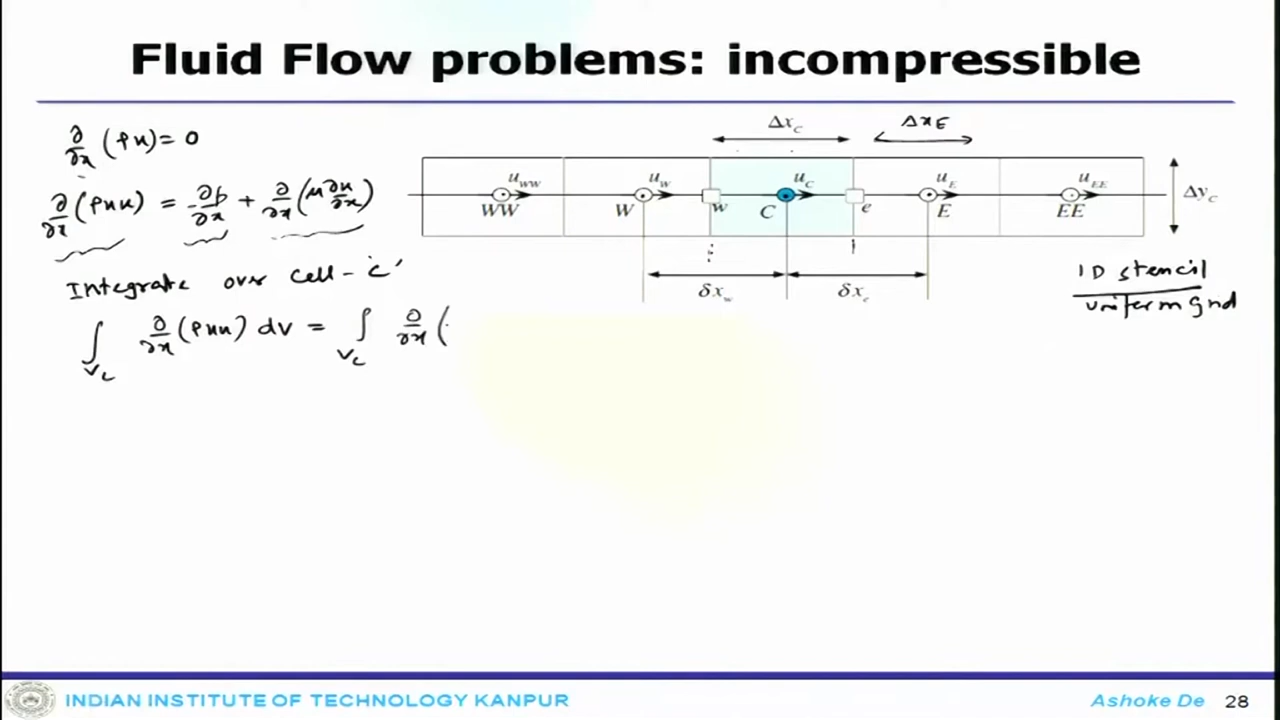 Fluid Flow problems: incompressible
∂/∂x (ρu) = 0
∂/∂x (ρuu) = -∂p/∂x + ∂/∂x (μ ∂u/∂x)
Integrate over cell - 'C'
∫_{V_C} ∂/∂x (ρuu) dV = ∫_{V_C} ∂/∂x (
Δx_C Δx_E
u_WW u_W u_C u_E u_EE
WW W w C e E EE
Δy_C
δx_w δx_e
1D stencil
uniform grid
INDIAN INSTITUTE OF TECHNOLOGY KANPUR
Ashoke De 28